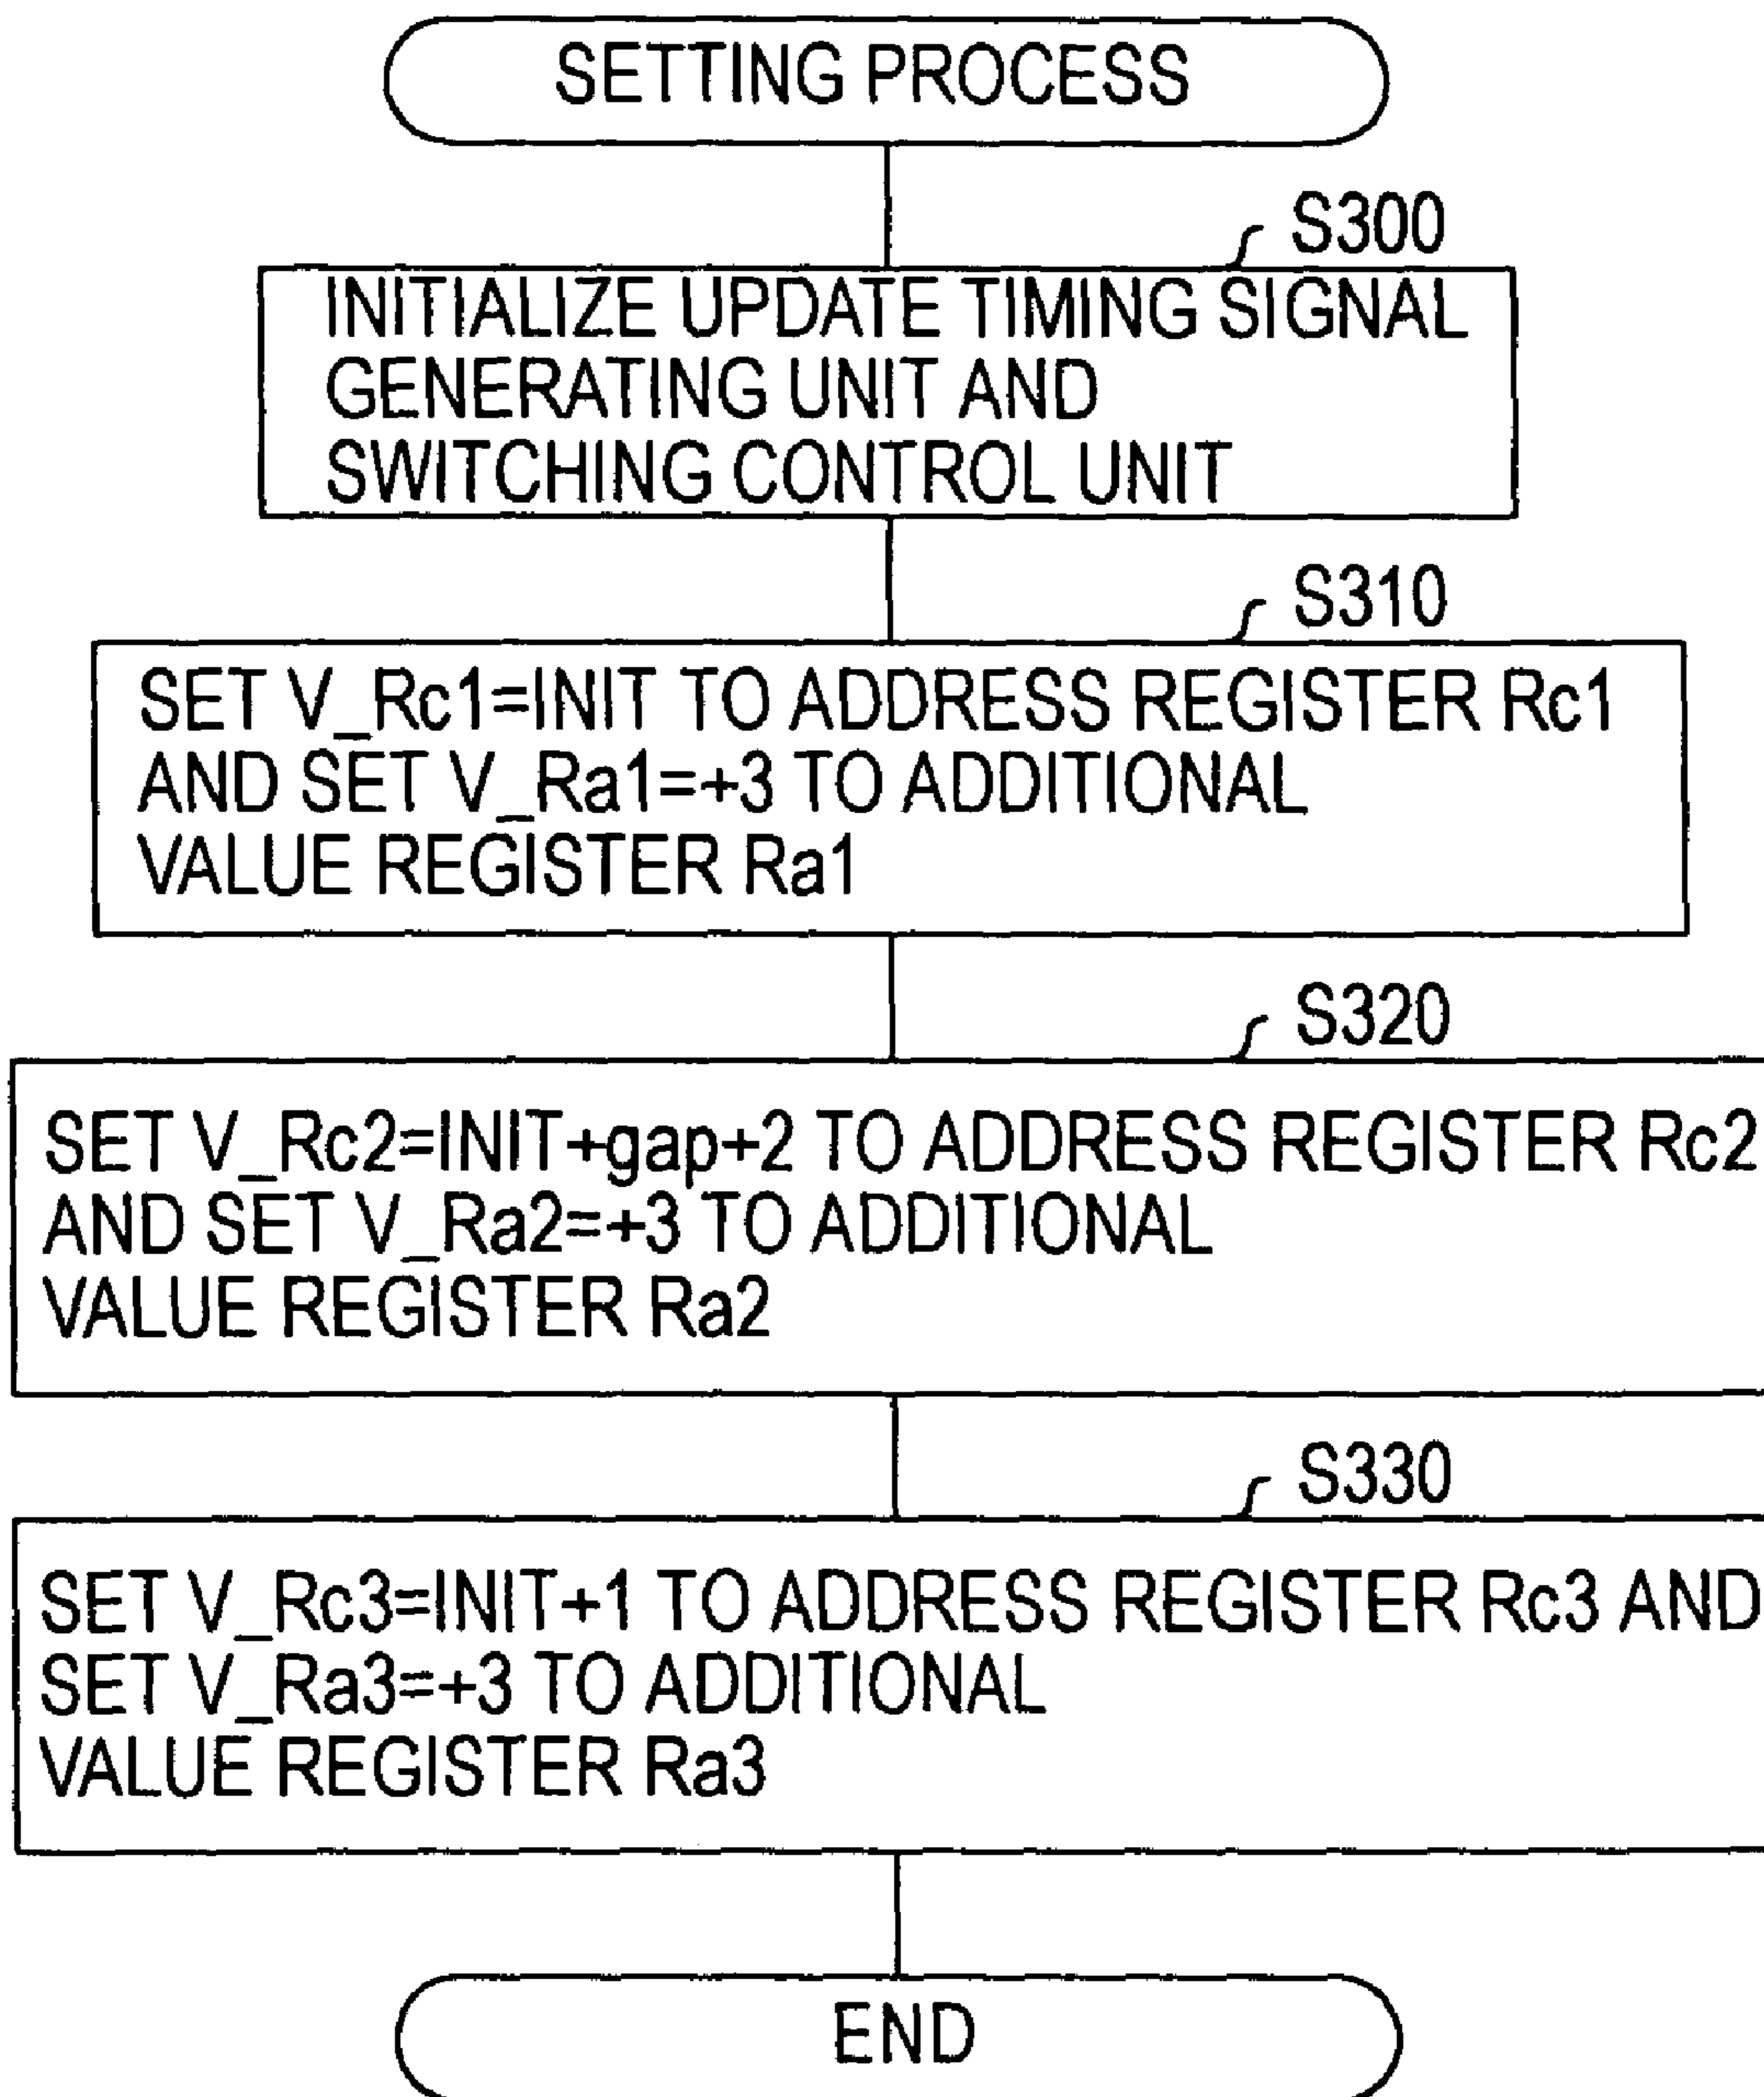 SETTING PROCESS
S300
INITIALIZE UPDATE TIMING SIGNAL
GENERATING UNIT AND
SWITCHING CONTROL UNIT
S310
SET V_Rc1=INIT TO ADDRESS REGISTER Rc1
AND SET V_Ra1=+3 TO ADDITIONAL
VALUE REGISTER Ra1
S320
SET V_Rc2=INIT+gap+2 TO ADDRESS REGISTER Rc2
AND SET V_Ra2=+3 TO ADDITIONAL
VALUE REGISTER Ra2
S330
SET V_Rc3=INIT+1 TO ADDRESS REGISTER Rc3 AND
SET V_Ra3=+3 TO ADDITIONAL
VALUE REGISTER Ra3
END